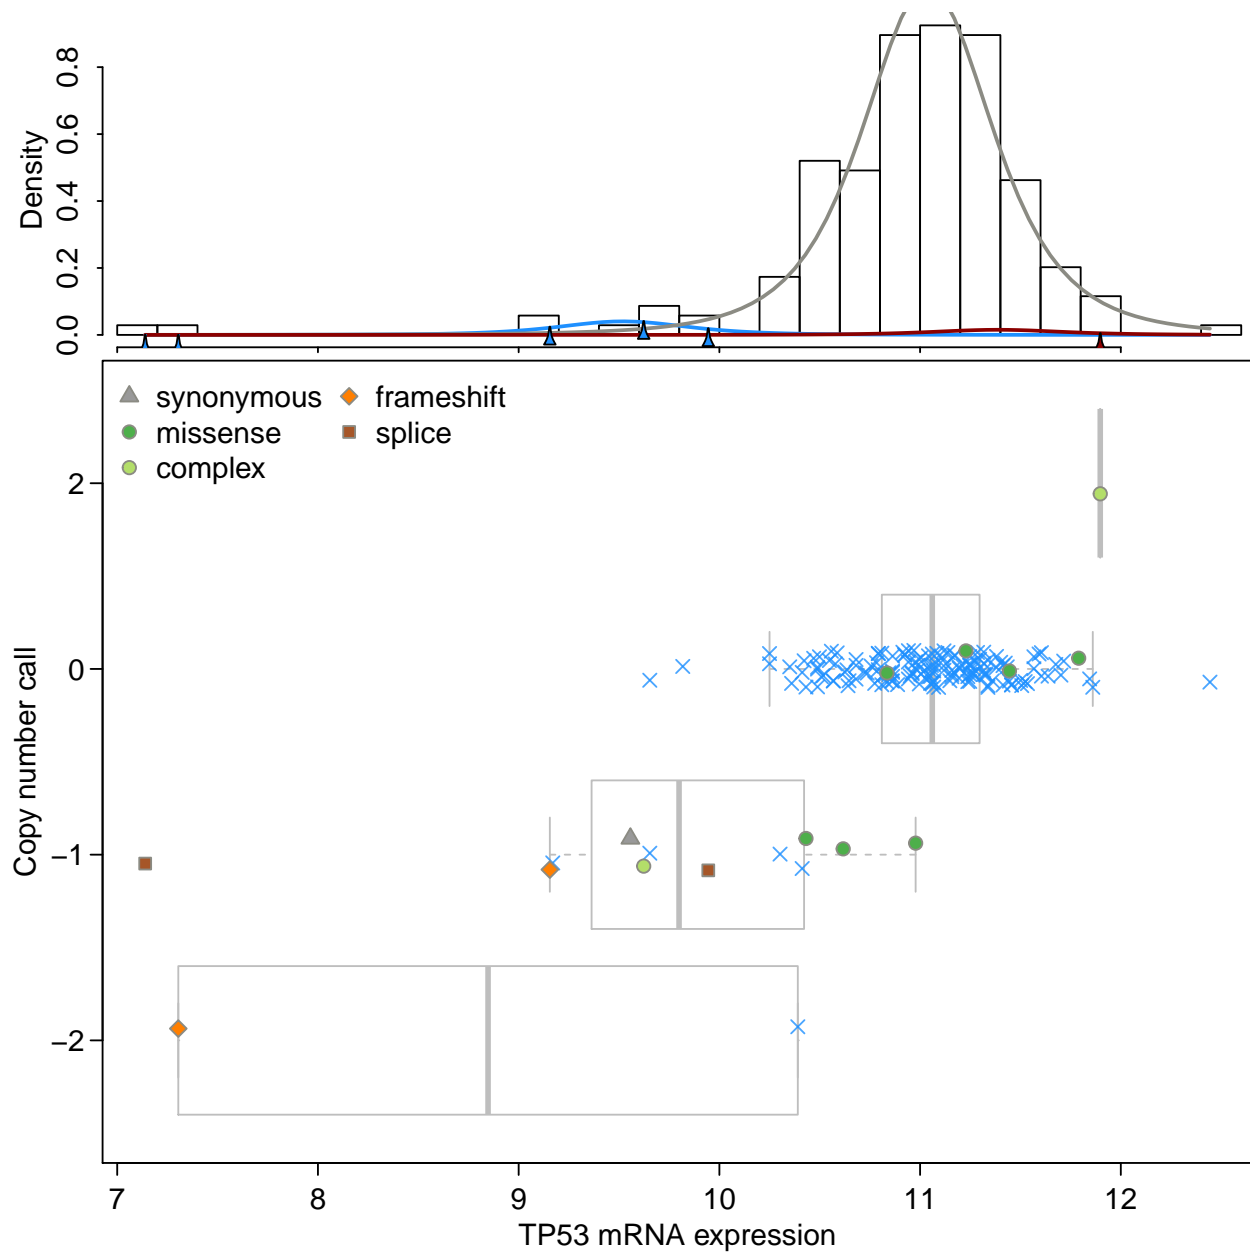 0.8
0.6
0.4
0.2
0.0
Density
synonymous
frameshift
missense
splice
complex
2
0
−1
−2
Copy number call
7 8 9 10 11 12
TP53 mRNA expression